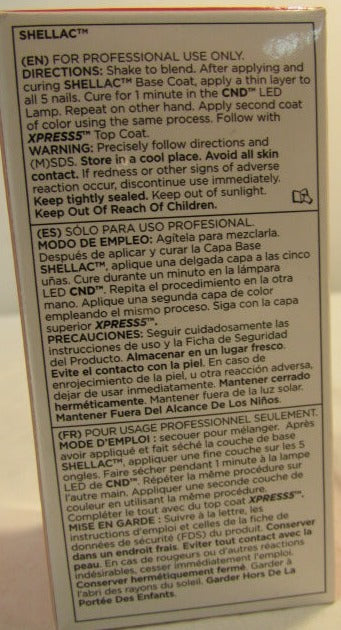 SHELLAC™
(EN) FOR PROFESSIONAL USE ONLY.
DIRECTIONS: Shake to blend. After applying and
curing SHELLAC™ Base Coat, apply a thin layer to
all 5 nails. Cure for 1 minute in the CND™ LED
Lamp. Repeat on other hand. Apply second coat
of color using the same process. Follow with
XPRESS5™ Top Coat.
WARNING: Precisely follow directions and
(M)SDS. Store in a cool place. Avoid all skin
contact. If redness or other signs of adverse
reaction occur, discontinue use immediately.
Keep tightly sealed. Keep out of sunlight.
Keep Out Of Reach Of Children.
(ES) SÓLO PARA USO PROFESIONAL.
MODO DE EMPLEO: Agítela para mezclarla.
Después de aplicar y curar la Capa Base
SHELLAC™, aplique una delgada capa a las cinco
uñas. Cure durante un minuto en la lámpara
LED CND™. Repita el procedimiento en la otra
mano. Aplique una segunda capa de color
empleando el mismo proceso. Siga con la capa
superior XPRESS5™.
PRECAUCIONES: Seguir cuidadosamente las
instrucciones de uso y la Ficha de Seguridad
del Producto. Almacenar en un lugar fresco.
Evite el contacto con la piel. En caso de
enrojecimiento de la piel, u otra reacción adversa,
dejar de usar inmediatamente. Mantener cerrado
herméticamente. Mantener fuera de la luz solar.
Mantener Fuera Del Alcance De Los Niños.
(FR) POUR USAGE PROFESSIONNEL SEULEMENT.
MODE D'EMPLOI : secouer pour mélanger. Après
avoir appliqué et fait séché la couche de base
SHELLAC™, appliquer une fine couche sur les 5
ongles. Faire sécher pendant 1 minute à la lampe
LED de CND™. Répéter la même procédure sur
l'autre main. Appliquer une seconde couche de
couleur en utilisant la même procédure.
Compléter le tout avec du top coat XPRESS5™.
MISE EN GARDE : Suivre à la lettre, les
instructions d'emploi et celles de la fiche de
données de sécurité (FDS) du produit. Conserver
dans un endroit frais. Eviter tout contact avec la
peau. En cas de rougeurs ou d'autres réactions
indésirables, cesser immédiatement l'emploi.
Conserver hermétiquement fermé. Garder à
l'abri des rayons du soleil. Garder Hors De La
Portée Des Enfants.